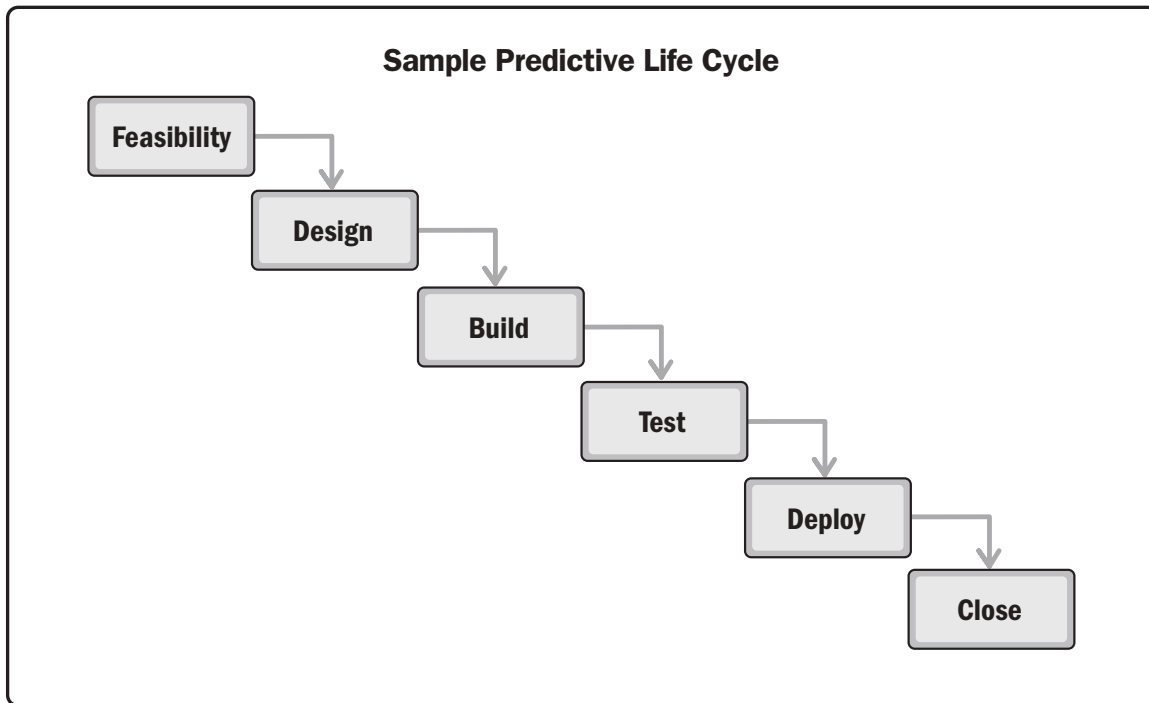 Sample Predictive Life Cycle
Feasibility
Design
Build
Test
Deploy
Close